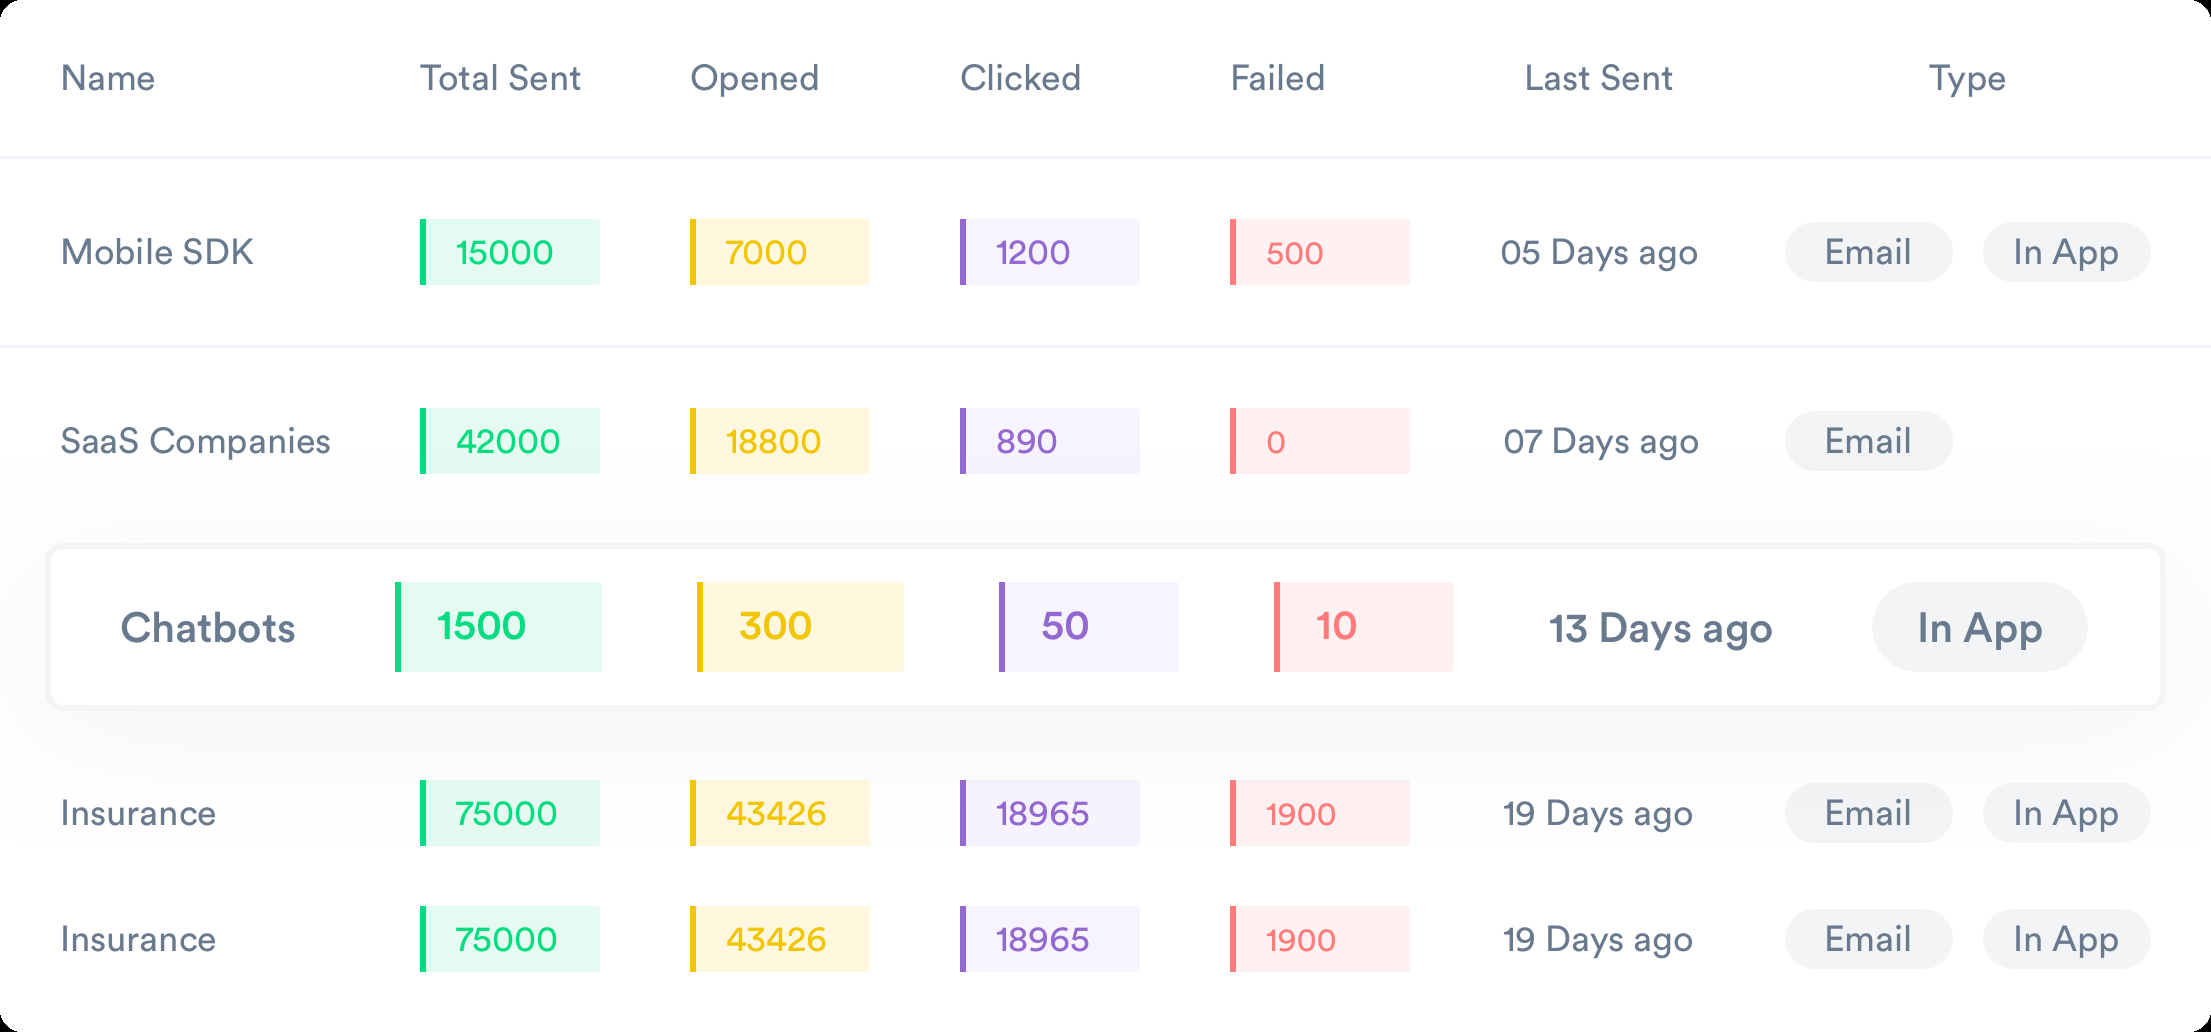 Name Total Sent Opened Clicked Failed Last Sent Type
Mobile SDK 15000 7000 1200 500 05 Days ago Email In App
SaaS Companies 42000 18800 890 0 07 Days ago Email
Chatbots 1500 300 50 10 13 Days ago In App
Insurance 75000 43426 18965 1900 19 Days ago Email In App
Insurance 75000 43426 18965 1900 19 Days ago Email In App